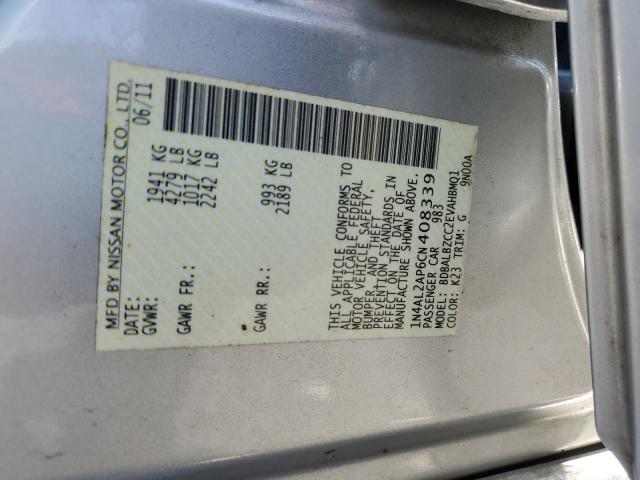 MFD BY NISSAN MOTOR CO., LTD.
DATE: 06/11
GVWR: 1941 KG
4279 LB
GAWR FR.: 1017 KG
2242 LB
GAWR RR.: 993 KG
2189 LB
THIS VEHICLE CONFORMS TO
ALL APPLICABLE FEDERAL
MOTOR VEHICLE SAFETY,
BUMPER, AND THEFT
PREVENTION STANDARDS IN
EFFECT ON THE DATE OF
MANUFACTURE SHOWN ABOVE.
1N4AL2AP6CN408339
PASSENGER CAR 983
MODEL: BDBALBZCC2EVAHBMQ1
COLOR: K23 TRIM: G 9N00A